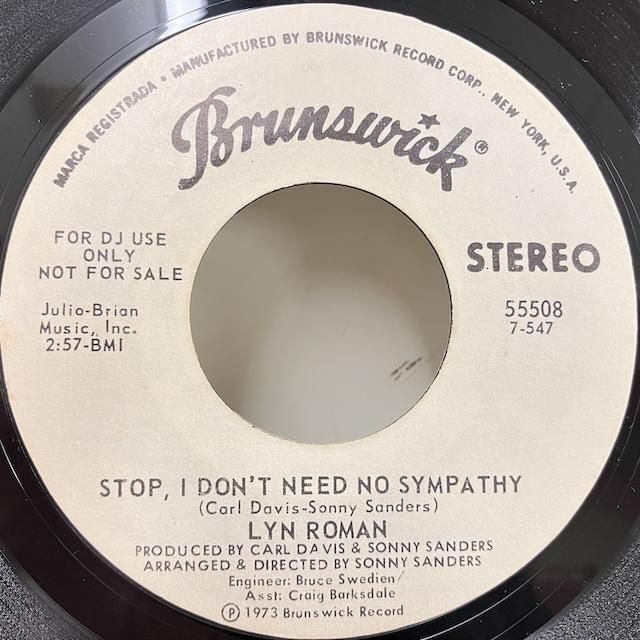 MARCA REGISTRADA • MANUFACTURED BY BRUNSWICK RECORD CORP., NEW YORK, U.S.A.
Brunswick®
FOR DJ USE
ONLY
NOT FOR SALE
STEREO
Julio-Brian
Music, Inc.
2:57-BMI
55508
7-547
STOP, I DON'T NEED NO SYMPATHY
(Carl Davis-Sonny Sanders)
LYN ROMAN
PRODUCED BY CARL DAVIS & SONNY SANDERS
ARRANGED & DIRECTED BY SONNY SANDERS
Engineer: Bruce Swedien/
Asst: Craig Barksdale
Ⓟ 1973 Brunswick Record